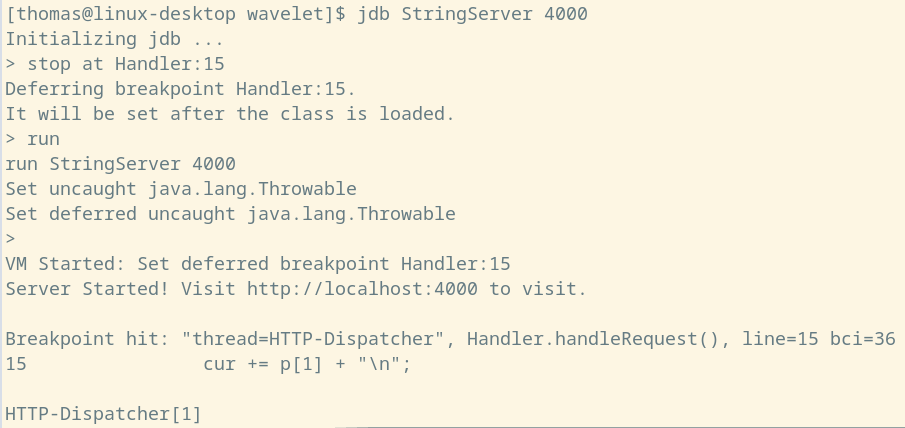 [thomas@linux-desktop wavelet]$ jdb StringServer 4000
Initializing jdb ...
> stop at Handler:15
Deferring breakpoint Handler:15.
It will be set after the class is loaded.
> run
run StringServer 4000
Set uncaught java.lang.Throwable
Set deferred uncaught java.lang.Throwable
>
VM Started: Set deferred breakpoint Handler:15
Server Started! Visit http://localhost:4000 to visit.

Breakpoint hit: "thread=HTTP-Dispatcher", Handler.handleRequest(), line=15 bci=36
15                cur += p[1] + "\n";

HTTP-Dispatcher[1]